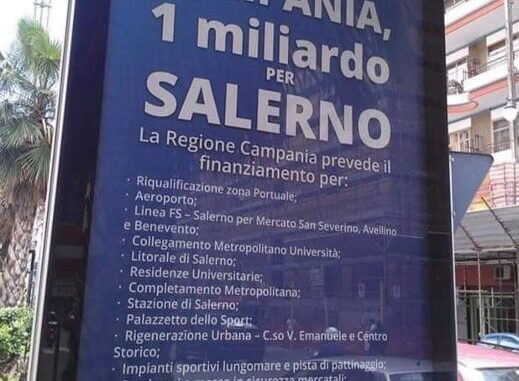 1 miliardo
PER
SALERNO
La Regione Campania prevede il
finanziamento per:
· Riqualificazione zona Portuale;
· Aeroporto;
· Linea FS – Salerno per Mercato San Severino, Avellino
e Benevento;
· Collegamento Metropolitano Università;
· Litorale di Salerno;
· Residenze Universitarie;
· Completamento Metropolitana;
· Stazione di Salerno;
· Palazzetto dello Sport;
· Rigenerazione Urbana – C.so V. Emanuele e Centro
Storico;
· Impianti sportivi lungomare e pista di pattinaggio;